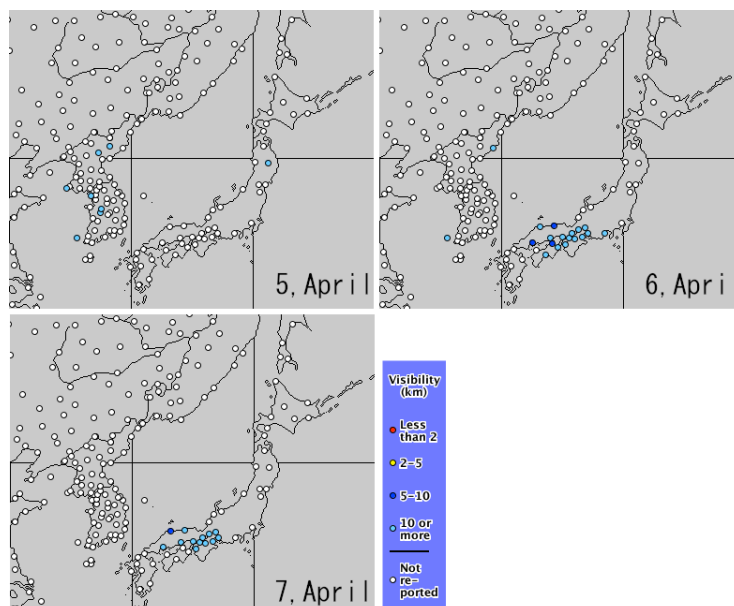 5, April
6, Apri
7, April
Visibility
(km)
Less
than 2
2-5
5-10
10 or
more
Not
re-
ported